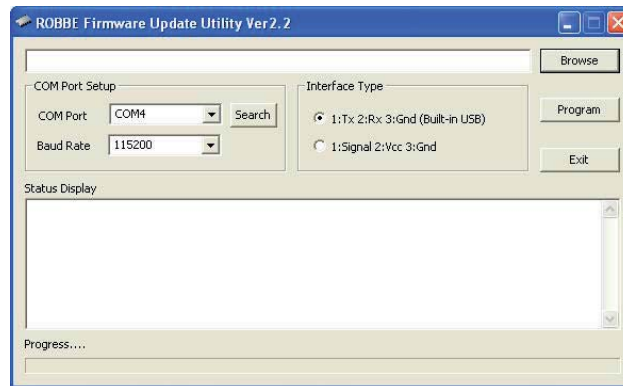 ROBBE Firmware Update Utility Ver2.2
Browse
COM Port Setup
COM Port COM4 Search
Baud Rate 115200
Interface Type
1:Tx 2:Rx 3:Gnd (Built-in USB)
1:Signal 2:Vcc 3:Gnd
Program
Exit
Status Display
Progress....